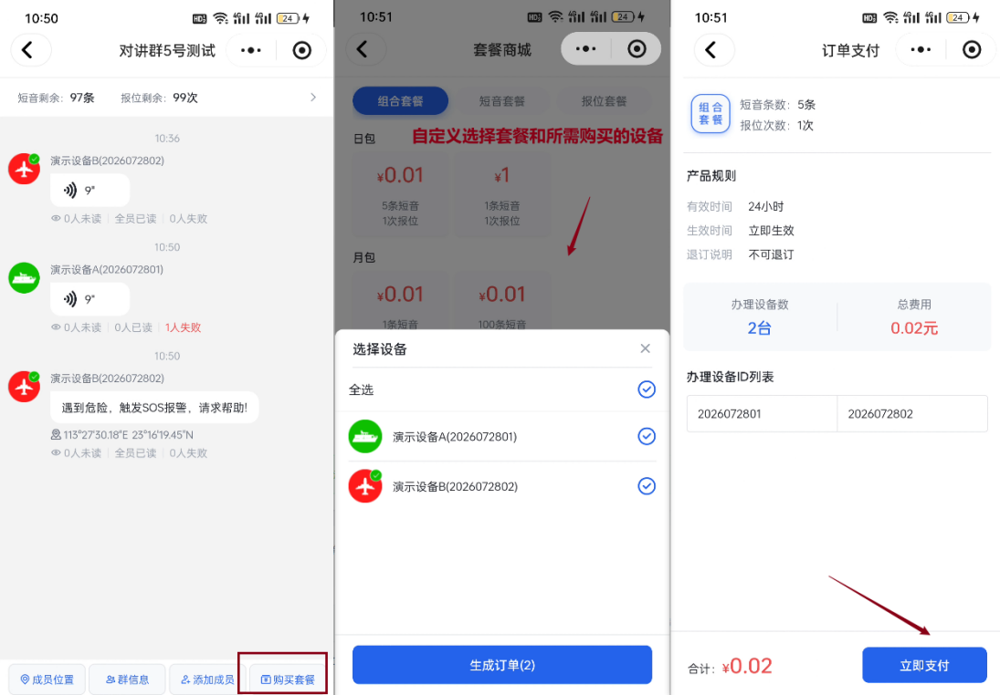 10:50
24
对讲群5号测试
短音剩余: 97条 报位剩余: 99次
10:36
演示设备B(2026072802)
9"
0人未读 全员已读 0人失败
10:50
演示设备A(2026072801)
9"
0人未读 0人已读 1人失败
10:50
演示设备B(2026072802)
遇到危险，触发SOS报警，请求帮助!
113°27'30.18"E 23°16'19.45"N
0人未读 全员已读 0人失败
成员位置 群信息 添加成员 购买套餐
10:51
24
套餐商城
组合套餐 短音套餐 报位套餐
日包
自定义选择套餐和所需购买的设备
¥0.01 ¥1
5条短音 1条短音
1次报位 1次报位
月包
¥0.01 ¥0.01
1条短音 100条短音
选择设备
全选
演示设备A(2026072801)
演示设备B(2026072802)
生成订单(2)
10:51
24
订单支付
组合
套餐
短音条数: 5条
报位次数: 1次
产品规则
有效时间 24小时
生效时间 立即生效
退订说明 不可退订
办理设备数 总费用
2台 0.02元
办理设备ID列表
2026072801 2026072802
合计: ¥0.02
立即支付